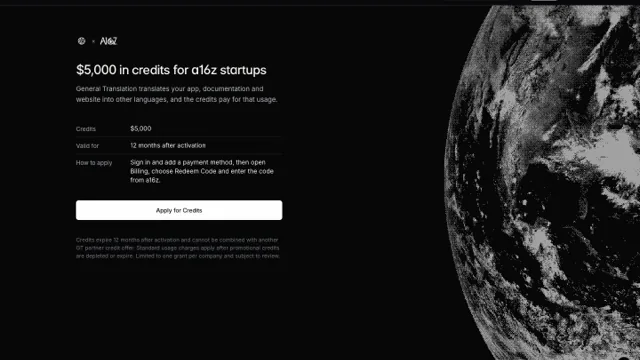 A16Z
$5,000 in credits for a16z startups
General Translation translates your app, documentation and
website into other languages, and the credits pay for that usage.
Credits $5,000
Valid for 12 months after activation
How to apply Sign in and add a payment method, then open
Billing, choose Redeem Code and enter the code
from a16z.
Apply for Credits
Credits expire 12 months after activation and cannot be combined with another
GT partner credit offer. Standard usage charges apply after promotional credits
are depleted or expire. Limited to one grant per company and subject to review.